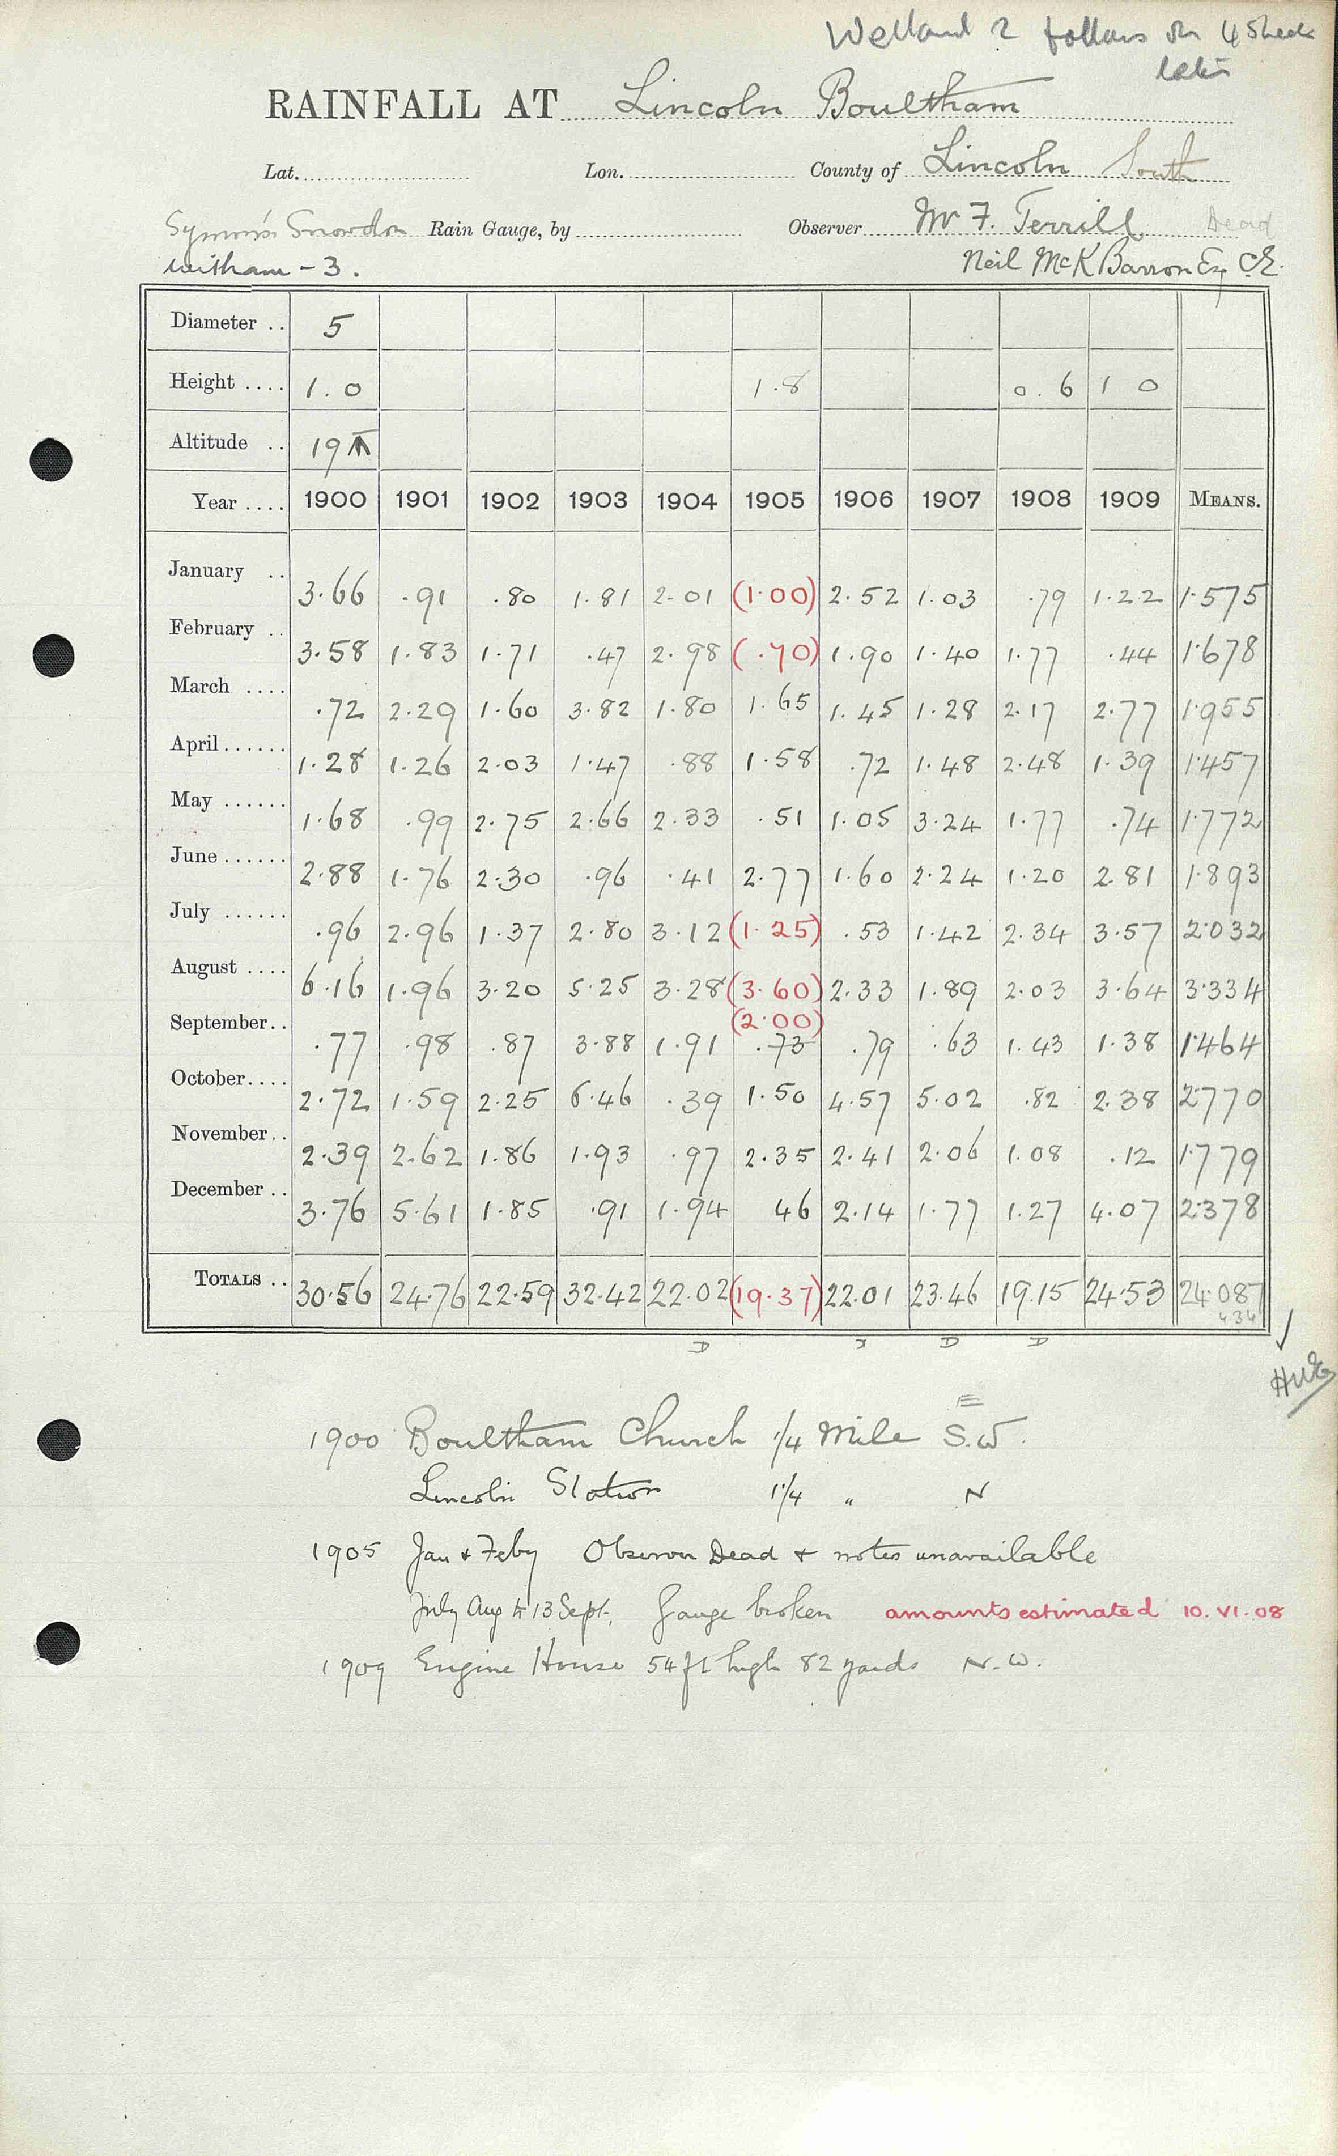 Welland 2 follows on 4 sheets
later
RAINFALL AT Lincoln Boultham
Lat. Lon. County of Lincoln South
Symons Snowdon Rain Gauge, by Observer Mr F. Terrill Dead
Witham - 3. Neil McK Barron Esq C.E.
Diameter .. 5
Height .... 1.0 1.8 0.6 1 0
Altitude .. 19
Year .... 1900 1901 1902 1903 1904 1905 1906 1907 1908 1909 MEANS.
January .. 3.66 .91 .80 1.81 2.01 (1.00) 2.52 1.03 .79 1.22 1.575
February .. 3.58 1.83 1.71 .47 2.98 (.70) 1.90 1.40 1.77 .44 1.678
March .... .72 2.29 1.60 3.82 1.80 1.65 1.45 1.28 2.17 2.77 1.955
April ...... 1.28 1.26 2.03 1.47 .88 1.58 .72 1.48 2.48 1.39 1.457
May ...... 1.68 .99 2.75 2.66 2.33 .51 1.05 3.24 1.77 .74 1.772
June ...... 2.88 1.76 2.30 .96 .41 2.77 1.60 2.24 1.20 2.81 1.893
July ...... .96 2.96 1.37 2.80 3.12 (1.25) .53 1.42 2.34 3.57 2.032
August .... 6.16 1.96 3.20 5.25 3.28 (3.60) 2.33 1.89 2.03 3.64 3.334
(2.00)
September.. .77 .98 .87 3.88 1.91 .73 .79 .63 1.43 1.38 1.464
October.... 2.72 1.59 2.25 6.46 .39 1.50 4.57 5.02 .82 2.38 2.770
November.. 2.39 2.62 1.86 1.93 .97 2.35 2.41 2.06 1.08 .12 1.779
December .. 3.76 5.61 1.85 .91 1.94 46 2.14 1.77 1.27 4.07 2.378
TOTALS .. 30.56 24.76 22.59 32.42 22.02 (19.37) 22.01 23.46 19.15 24.53 24.087
D D D
E
1900 Boultham Church 1/4 Mile S.W.
Lincoln Station 1 1/4 " N
1905 Jan & Feby Observer Dead & notes unavailable
July Aug to 13 Sept. Gauge broken amounts estimated 10.VI.08
1909 Engine House 54 ft high 82 yards N.W.